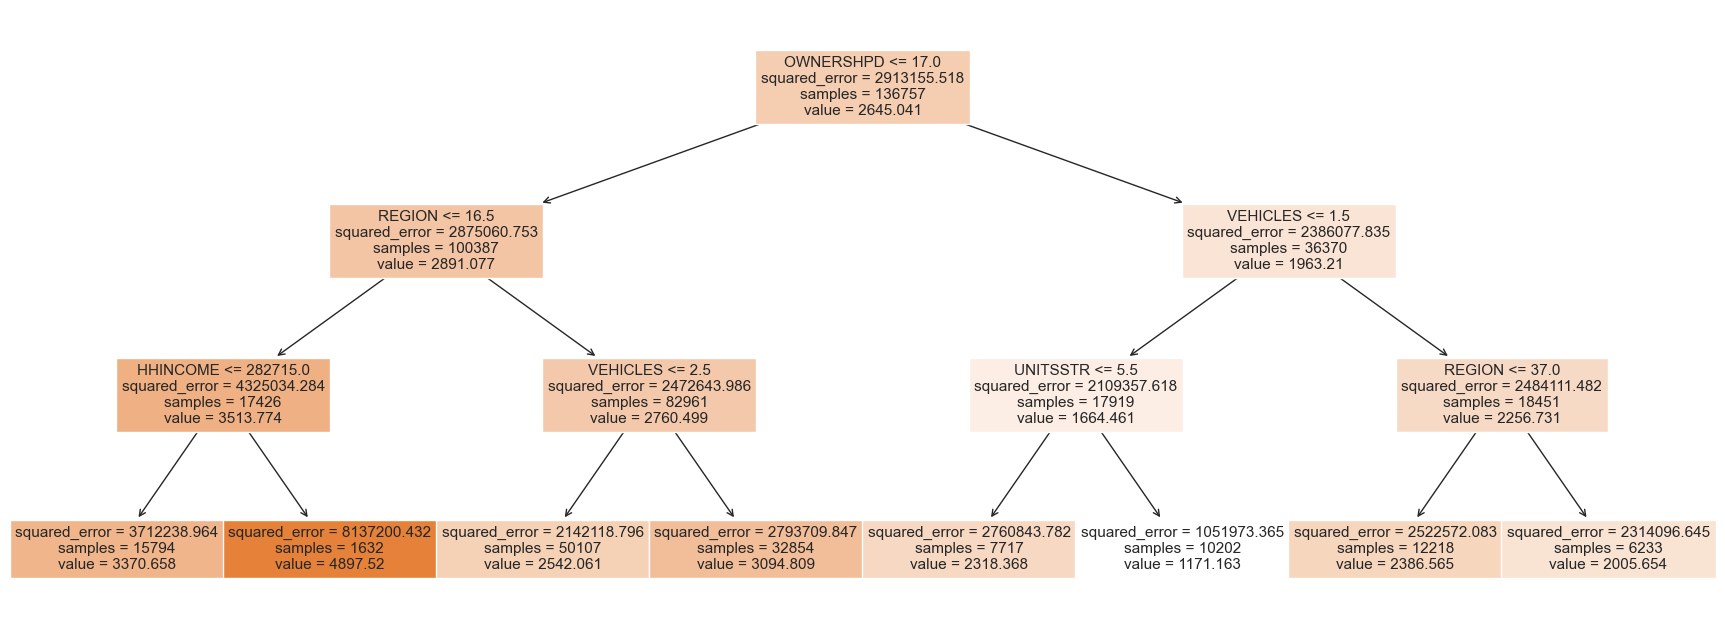 OWNERSHPD <= 17.0
squared_error = 2913155.518
samples = 136757
value = 2645.041
REGION <= 16.5
squared_error = 2875060.753
samples = 100387
value = 2891.077
VEHICLES <= 1.5
squared_error = 2386077.835
samples = 36370
value = 1963.21
HHINCOME <= 282715.0
squared_error = 4325034.284
samples = 17426
value = 3513.774
VEHICLES <= 2.5
squared_error = 2472643.986
samples = 82961
value = 2760.499
UNITSSTR <= 5.5
squared_error = 2109357.618
samples = 17919
value = 1664.461
REGION <= 37.0
squared_error = 2484111.482
samples = 18451
value = 2256.731
squared_error = 3712238.964
samples = 15794
value = 3370.658
squared_error = 8137200.432
samples = 1632
value = 4897.52
squared_error = 2142118.796
samples = 50107
value = 2542.061
squared_error = 2793709.847
samples = 32854
value = 3094.809
squared_error = 2760843.782
samples = 7717
value = 2318.368
squared_error = 1051973.365
samples = 10202
value = 1171.163
squared_error = 2522572.083
samples = 12218
value = 2386.565
squared_error = 2314096.645
samples = 6233
value = 2005.654